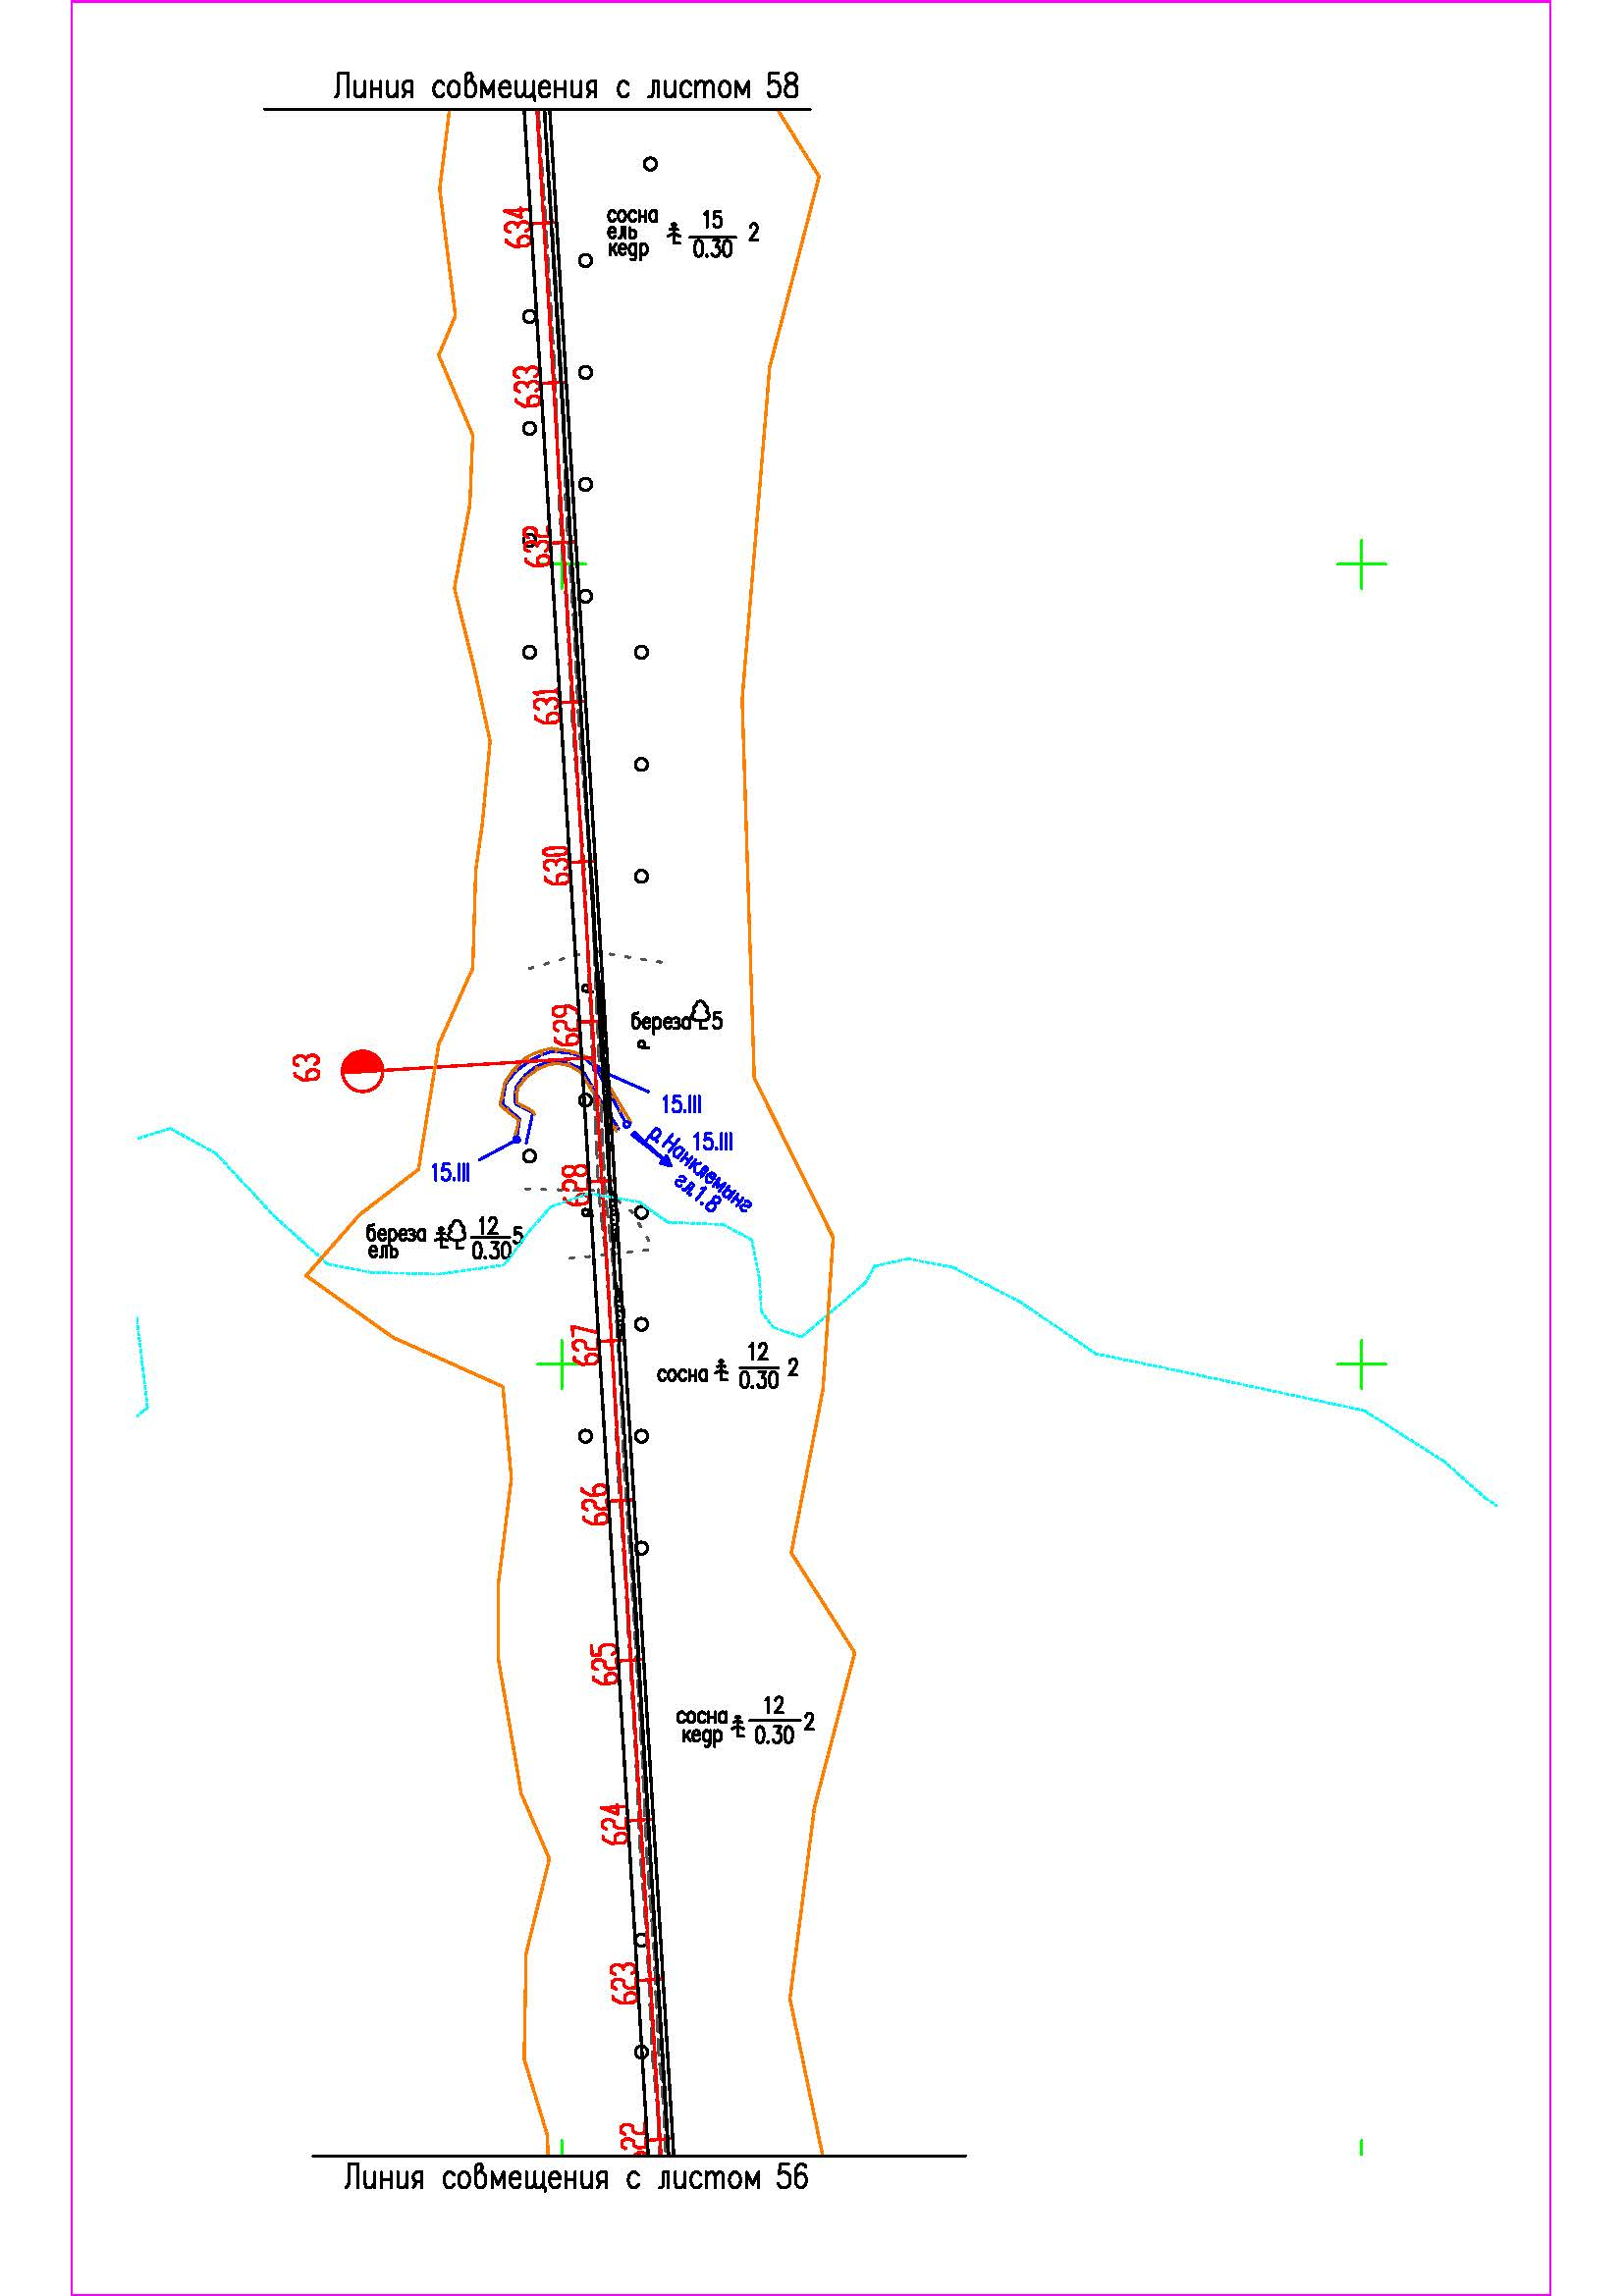 Линия совмещения с листом 58
634
сосна
ель
кедр
15
0.30
2
633
632
631
630
629
береза 5
Р
Р
63
15.III
15.III
р. Нанклемынг
гл.1.8
15.III
628
Р
береза
ель
12
0.30
5
627
сосна
12
0.30
2
626
625
сосна
кедр
12
0.30
2
624
623
622
Линия совмещения с листом 56